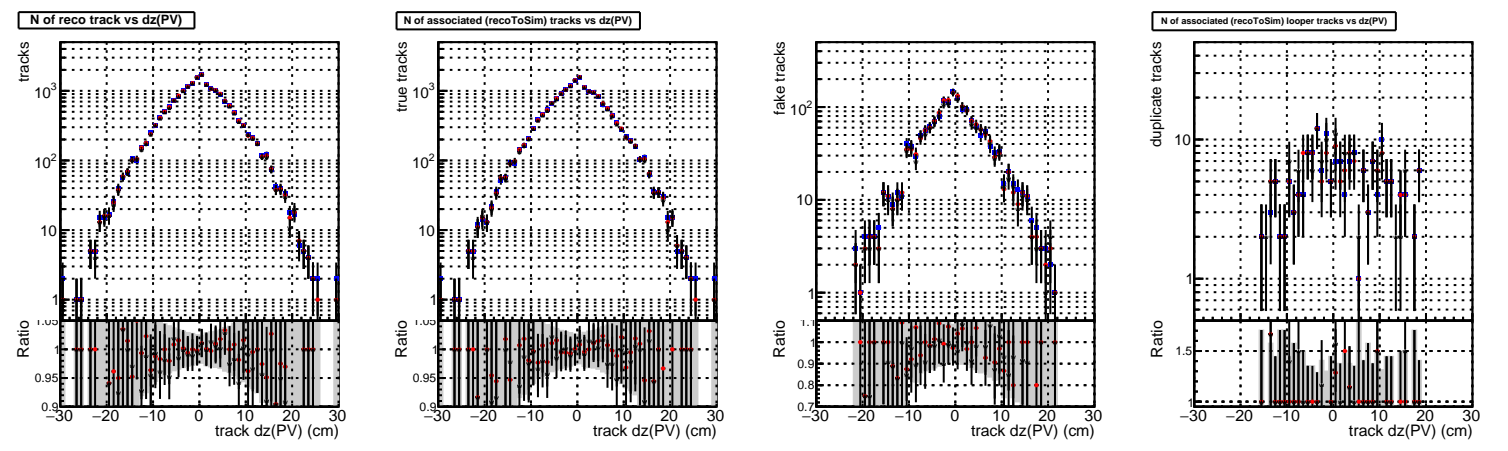 N of reco track vs dz(PV)
tracks
10³
10²
10
1
1.05
1
0.95
0.9
Ratio
−30 −20 −10 0 10 20 30
track dz(PV) (cm)
N of associated (recoToSim) tracks vs dz(PV)
true tracks
10³
10²
10
1
1.05
1
0.95
0.9
Ratio
−30 −20 −10 0 10 20 30
track dz(PV) (cm)
fake tracks
10²
10
1
1.1
1
0.9
0.8
0.7
Ratio
−30 −20 −10 0 10 20 30
track dz(PV) (cm)
N of associated (recoToSim) looper tracks vs dz(PV)
duplicate tracks
10
1
1.5
1
Ratio
−30 −20 −10 0 10 20 30
track dz(PV) (cm)